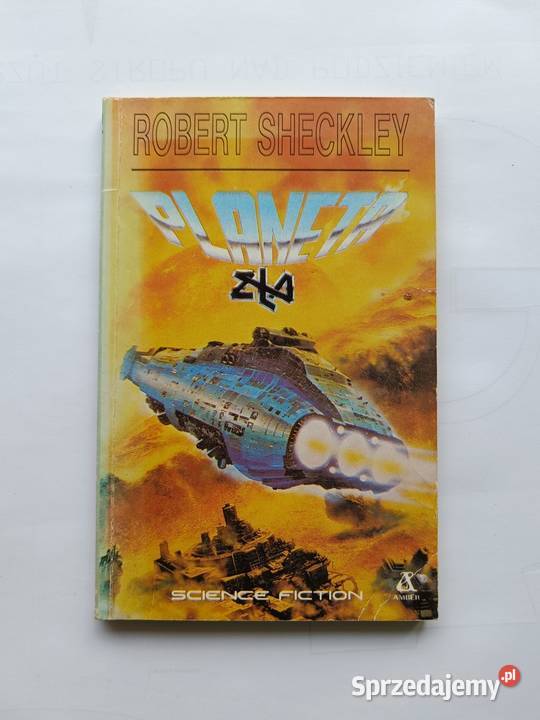 ROBERT SHECKLEY
PLANETA
ZŁA
SCIENCE FICTION
AMBER
Sprzedajemy.pl